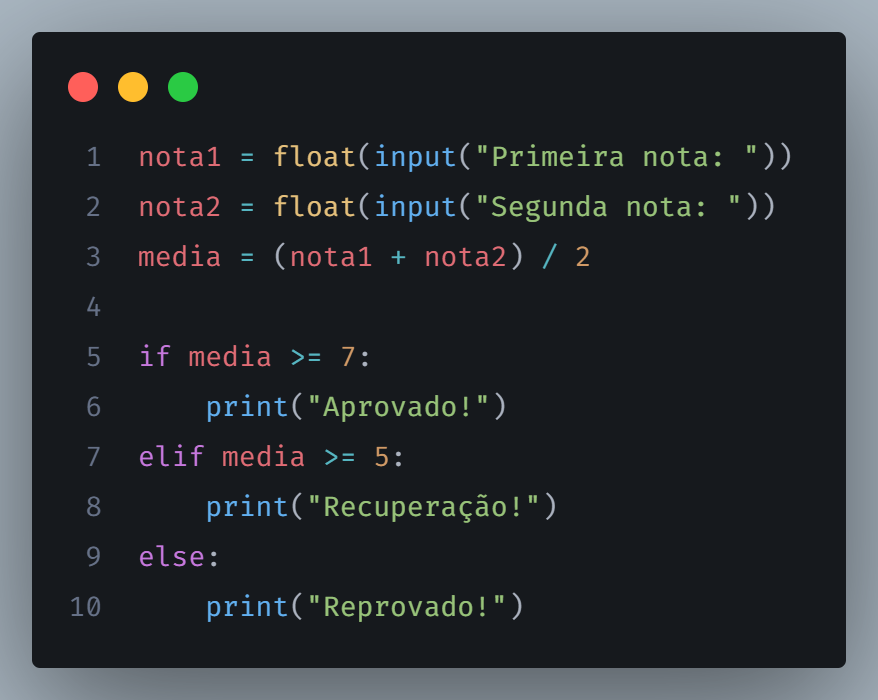 1 nota1 = float(input("Primeira nota: "))
2 nota2 = float(input("Segunda nota: "))
3 media = (nota1 + nota2) / 2
4
5 if media >= 7:
6     print("Aprovado!")
7 elif media >= 5:
8     print("Recuperação!")
9 else:
10     print("Reprovado!")